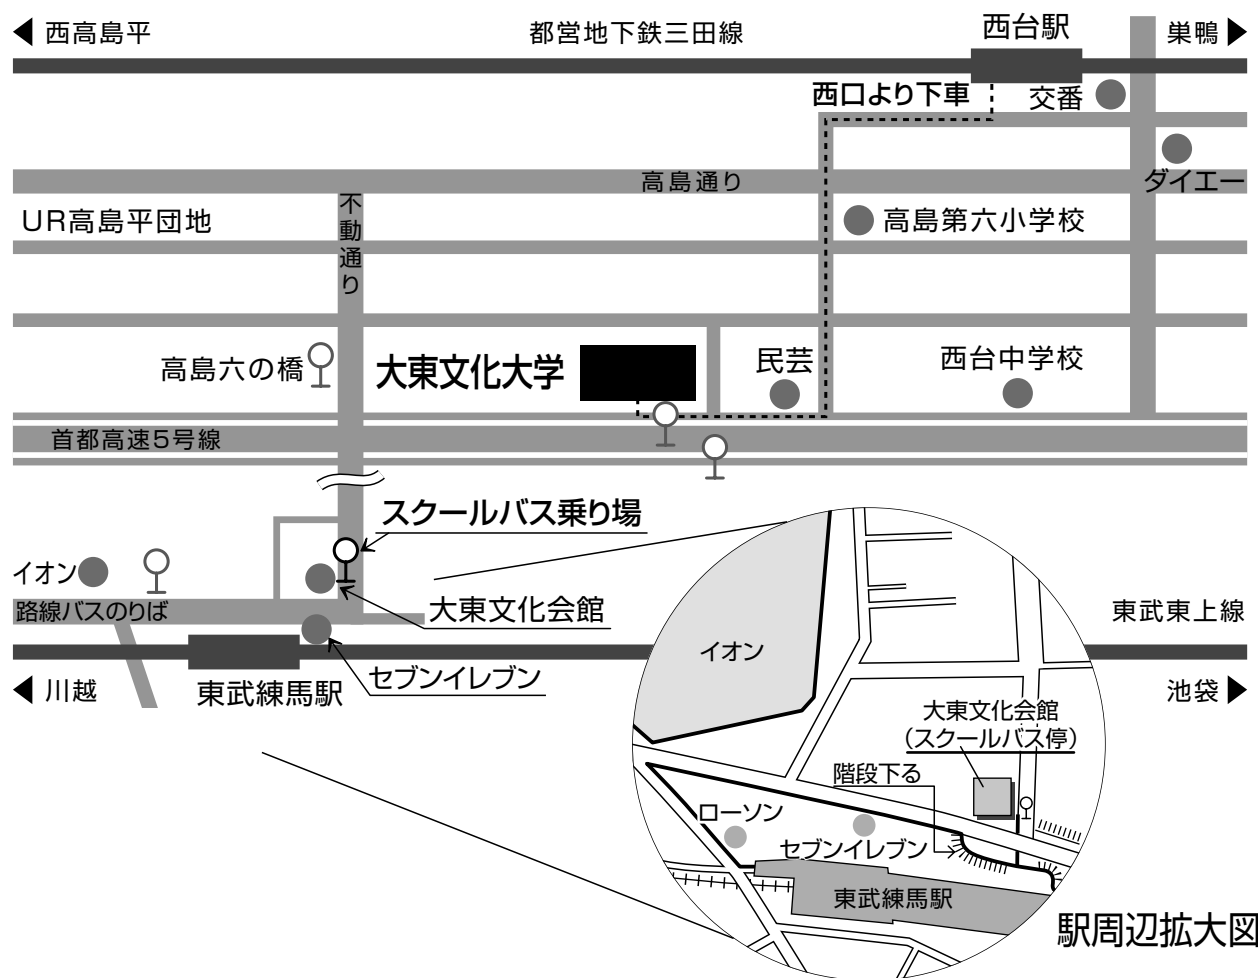 西高島平
都営地下鉄三田線
西台駅
巣鴨
西口より下車
交番
高島通り
ダイエー
不動通り
UR高島平団地
高島第六小学校
高島六の橋
大東文化大学
民芸
西台中学校
首都高速5号線
スクールバス乗り場
イオン
路線バスのりば
大東文化会館
東武東上線
セブンイレブン
川越
東武練馬駅
池袋
イオン
大東文化会館
(スクールバス停)
階段下る
ローソン
セブンイレブン
東武練馬駅
駅周辺拡大図